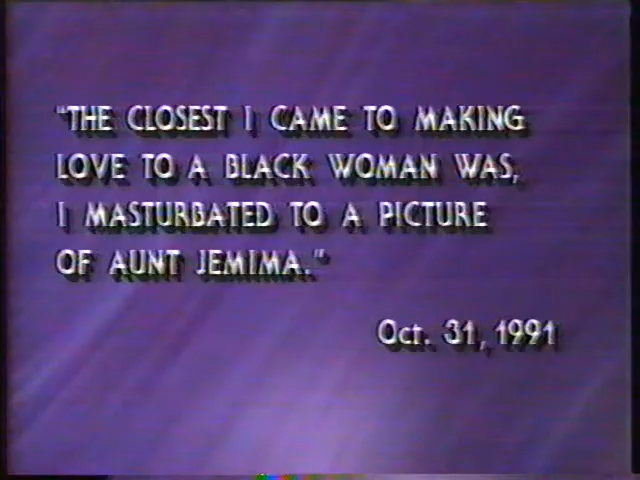 "THE CLOSEST I CAME TO MAKING
LOVE TO A BLACK WOMAN WAS,
I MASTURBATED TO A PICTURE
OF AUNT JEMIMA."
Oct. 31, 1991